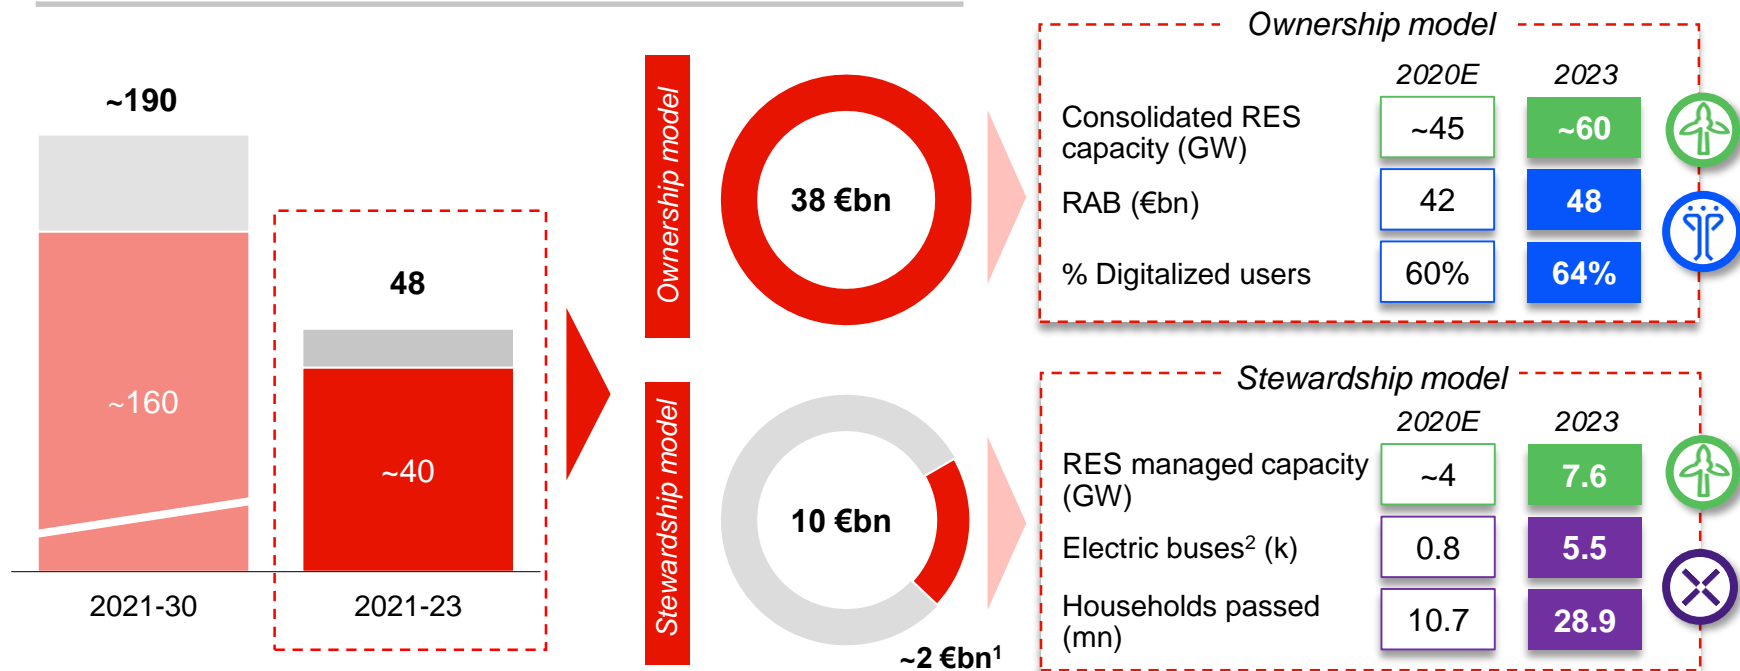 ~190
~160
2021-30
48
~40
2021-23
Ownership model
38 €bn
Stewardship model
10 €bn
~2 €bn¹
Ownership model
2020E 2023
Consolidated RES
capacity (GW)
~45 ~60
RAB (€bn) 42 48
% Digitalized users 60% 64%
Stewardship model
2020E 2023
RES managed capacity
(GW)
~4 7.6
Electric buses² (k) 0.8 5.5
Households passed
(mn)
10.7 28.9